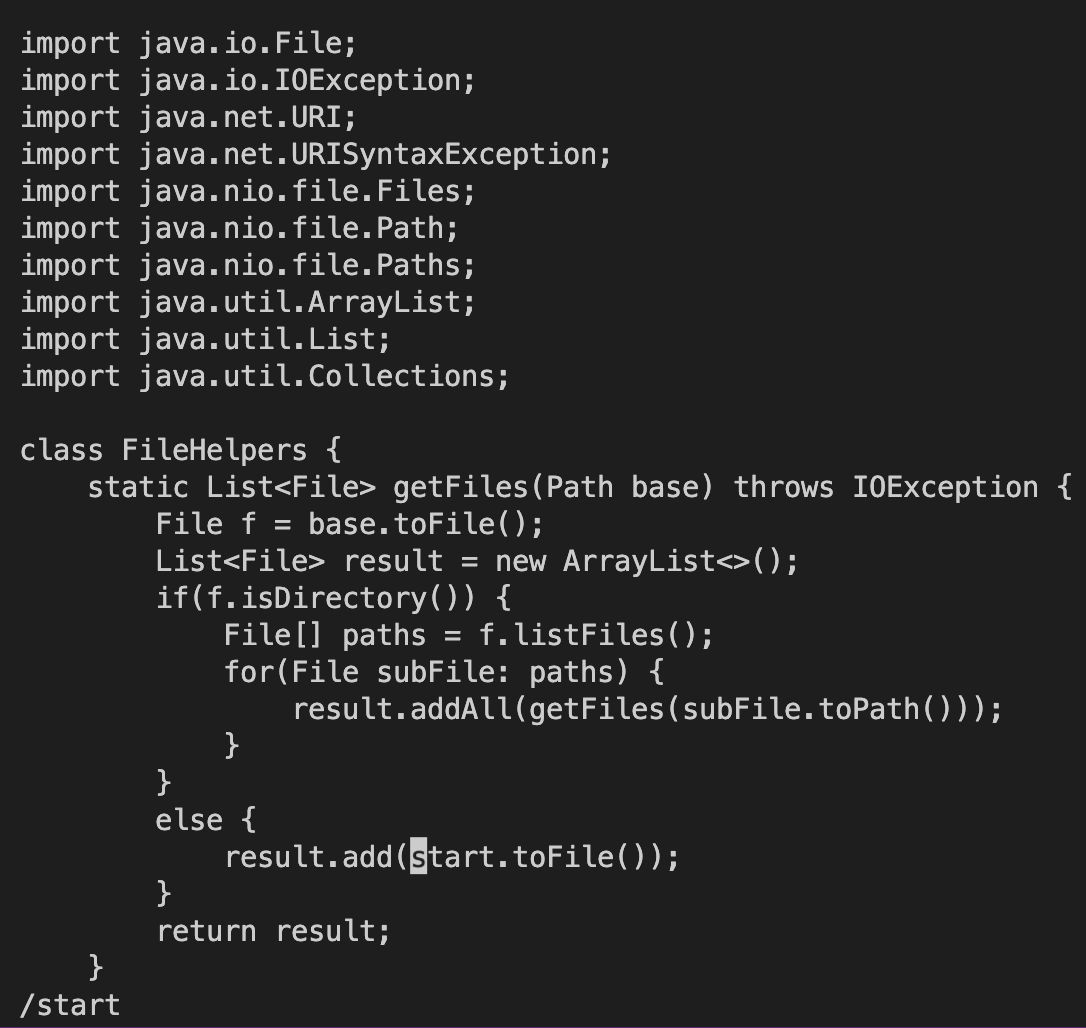 import java.io.File;
import java.io.IOException;
import java.net.URI;
import java.net.URISyntaxException;
import java.nio.file.Files;
import java.nio.file.Path;
import java.nio.file.Paths;
import java.util.ArrayList;
import java.util.List;
import java.util.Collections;

class FileHelpers {
    static List<File> getFiles(Path base) throws IOException {
        File f = base.toFile();
        List<File> result = new ArrayList<>();
        if(f.isDirectory()) {
            File[] paths = f.listFiles();
            for(File subFile: paths) {
                result.addAll(getFiles(subFile.toPath()));
            }
        }
        else {
            result.add(start.toFile());
        }
        return result;
    }
/start